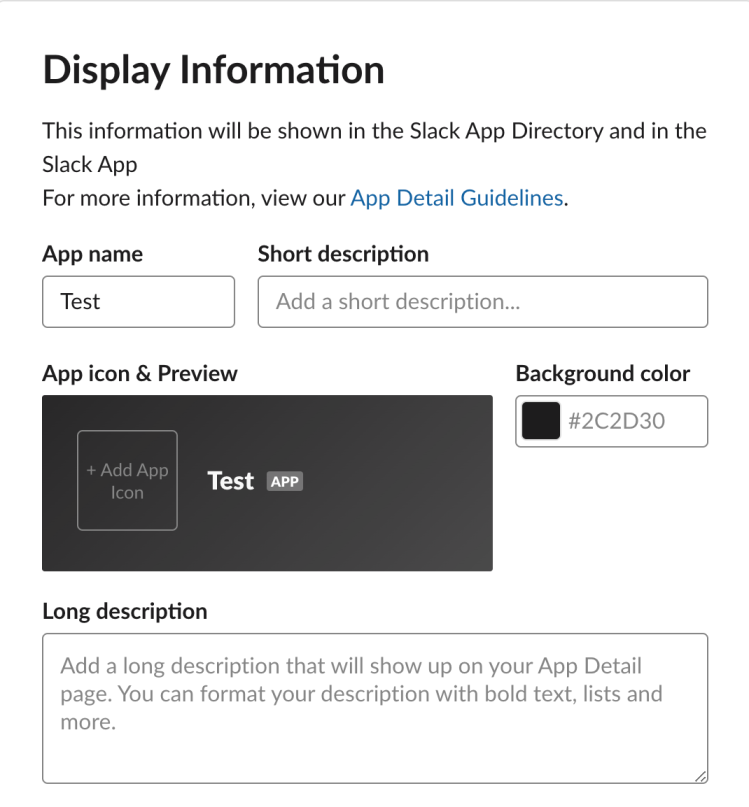 Display Information
This information will be shown in the Slack App Directory and in the
Slack App
For more information, view our App Detail Guidelines.
App name
Short description
Test
Add a short description...
App icon & Preview
Background color
+ Add App
Icon
Test APP
#2C2D30
Long description
Add a long description that will show up on your App Detail
page. You can format your description with bold text, lists and
more.